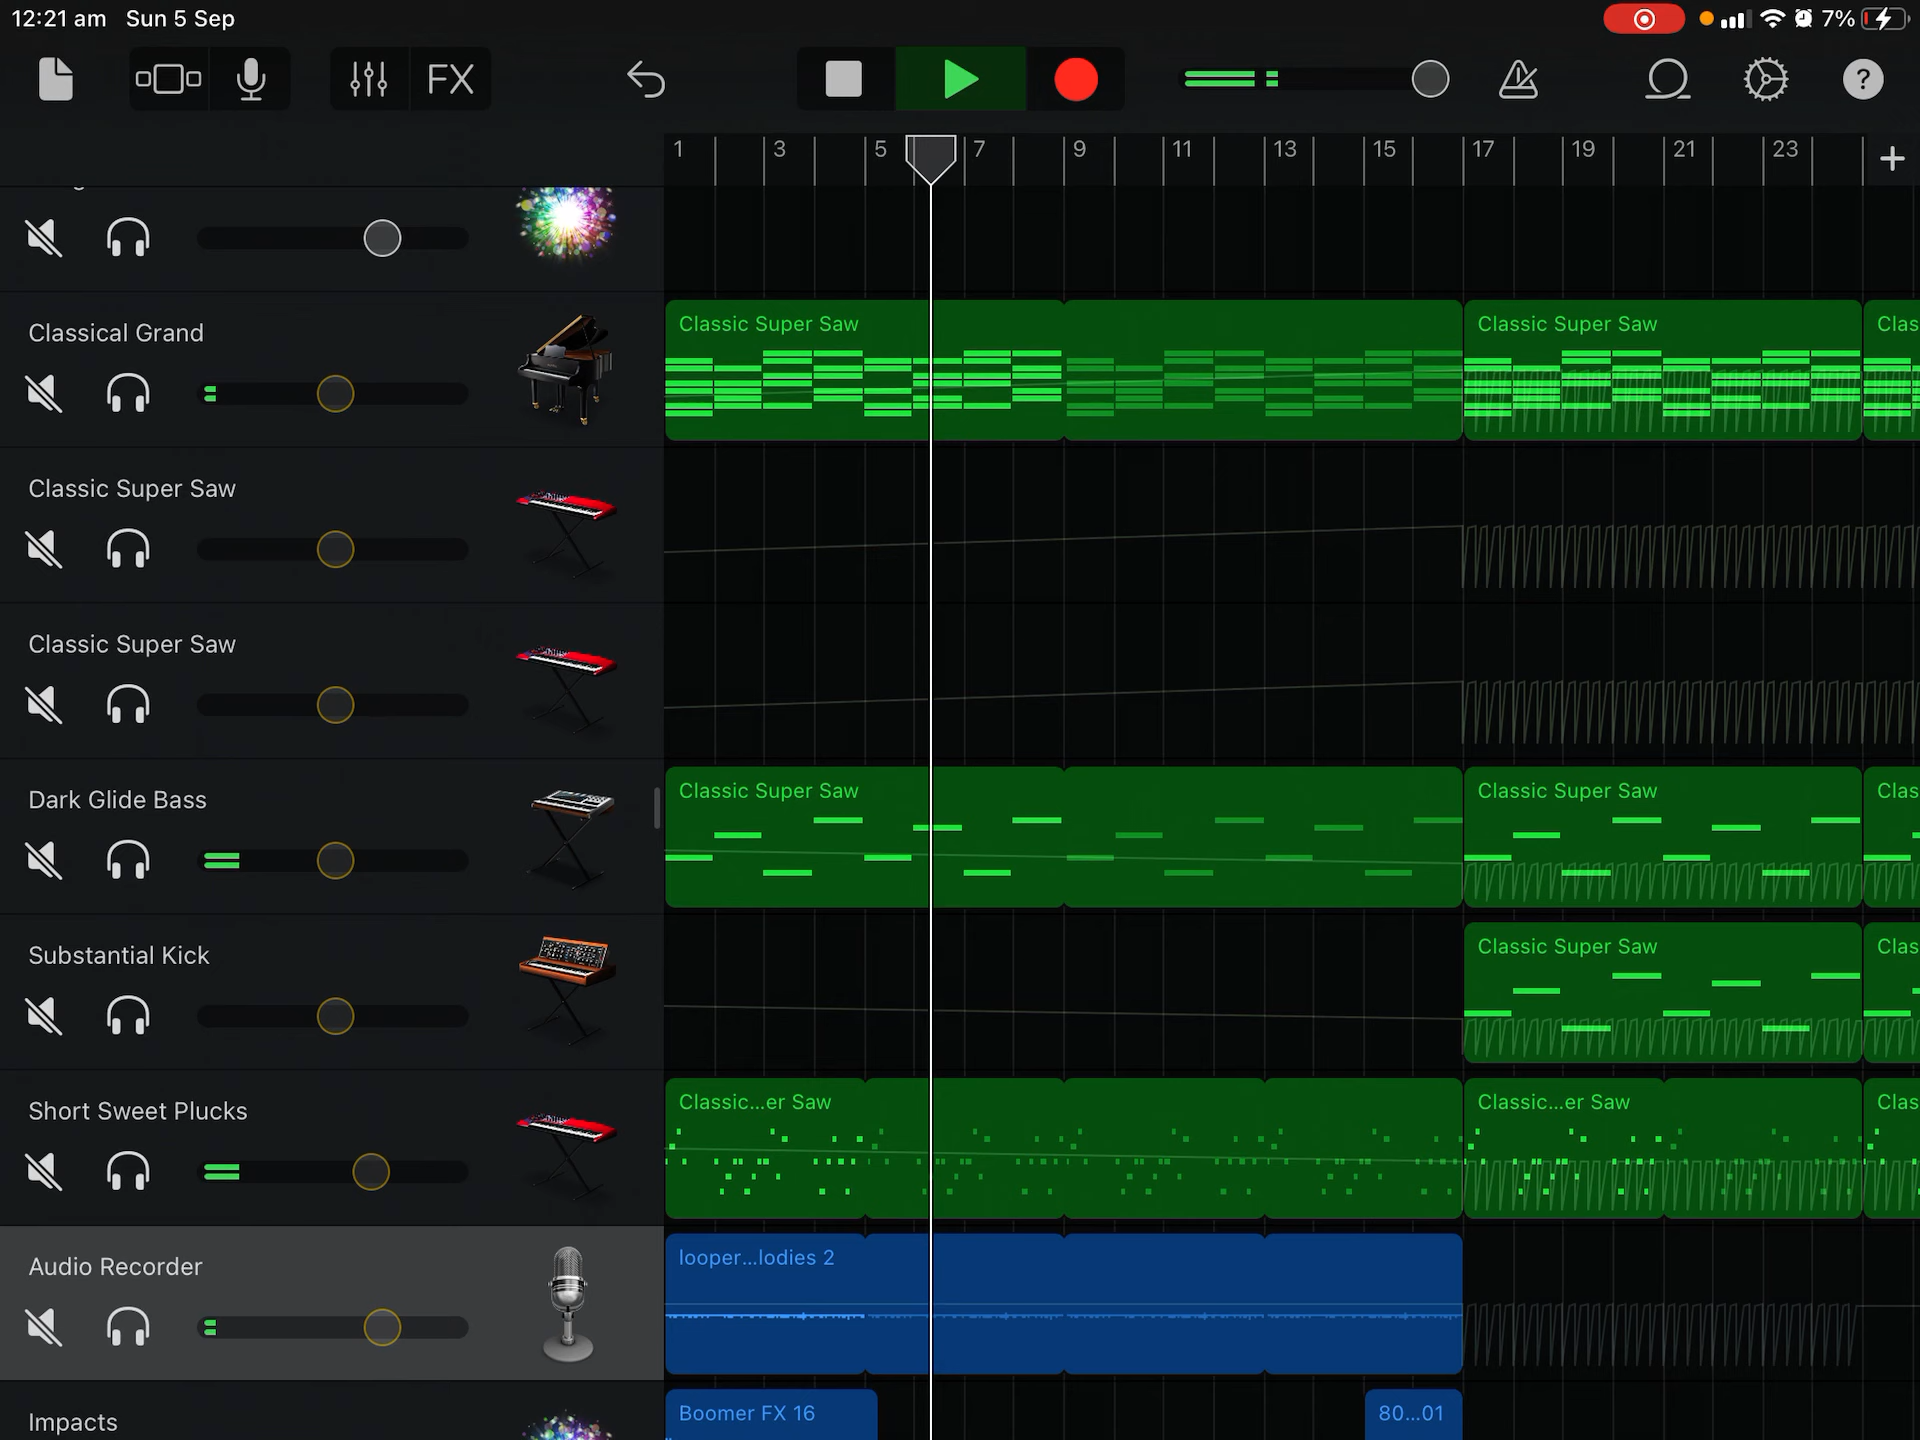 12:21 am Sun 5 Sep
7%
FX
?
1 3 5 7 9 11 13 15 17 19 21 23
+
Classical Grand
Classic Super Saw
Classic Super Saw
Clas
Classic Super Saw
Classic Super Saw
Dark Glide Bass
Classic Super Saw
Classic Super Saw
Clas
Substantial Kick
Classic Super Saw
Clas
Short Sweet Plucks
Classic...er Saw
Classic...er Saw
Clas
Audio Recorder
looper...lodies 2
Impacts
Boomer FX 16
80...01